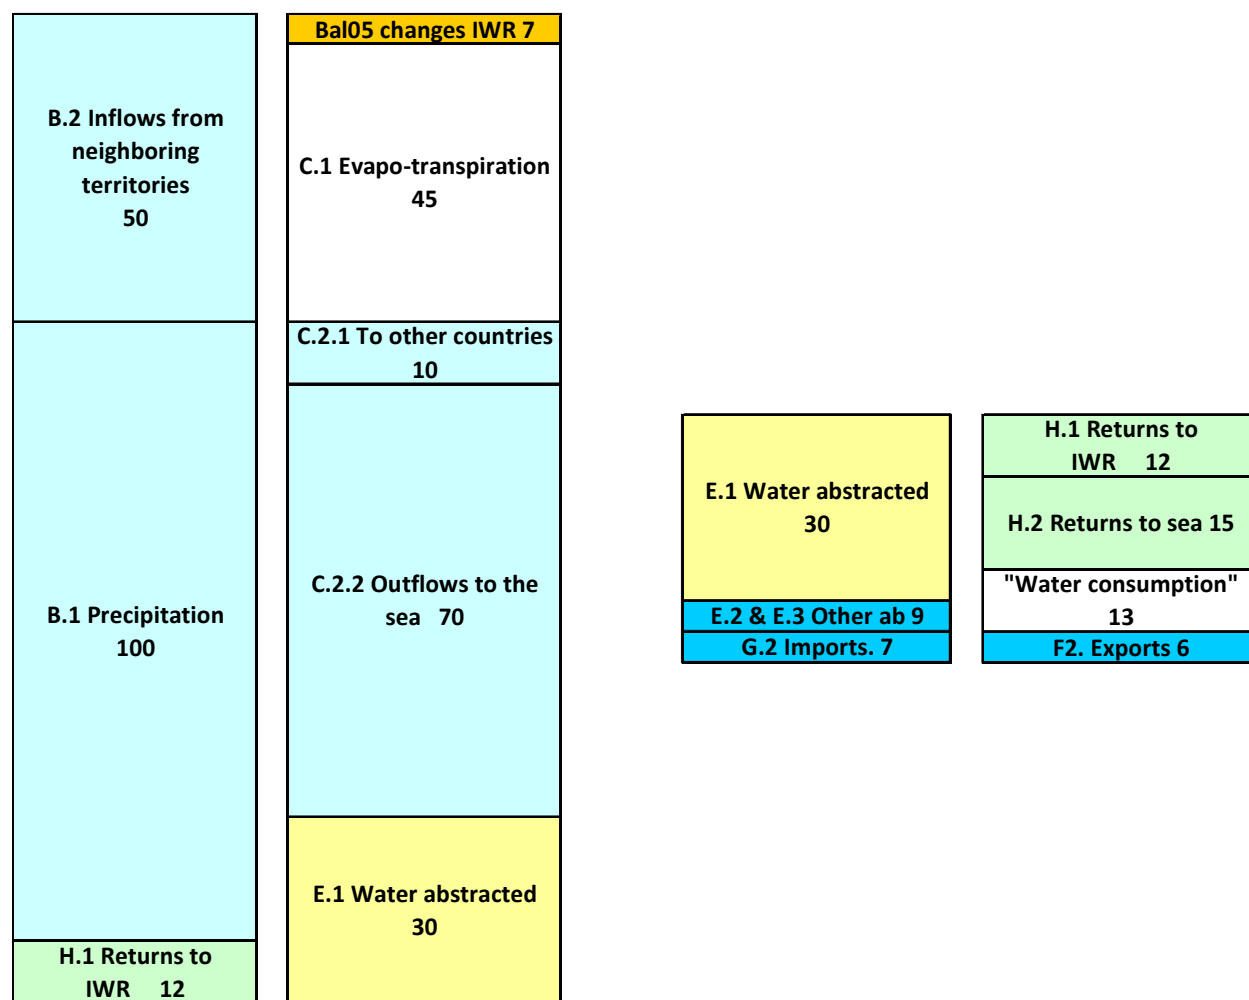 B.2 Inflows from
neighboring
territories
50
B.1 Precipitation
100
H.1 Returns to
IWR 12
Bal05 changes IWR 7
C.1 Evapo-transpiration
45
C.2.1 To other countries
10
C.2.2 Outflows to the
sea 70
E.1 Water abstracted
30
E.1 Water abstracted
30
E.2 & E.3 Other ab 9
G.2 Imports. 7
H.1 Returns to
IWR 12
H.2 Returns to sea 15
"Water consumption"
13
F2. Exports 6